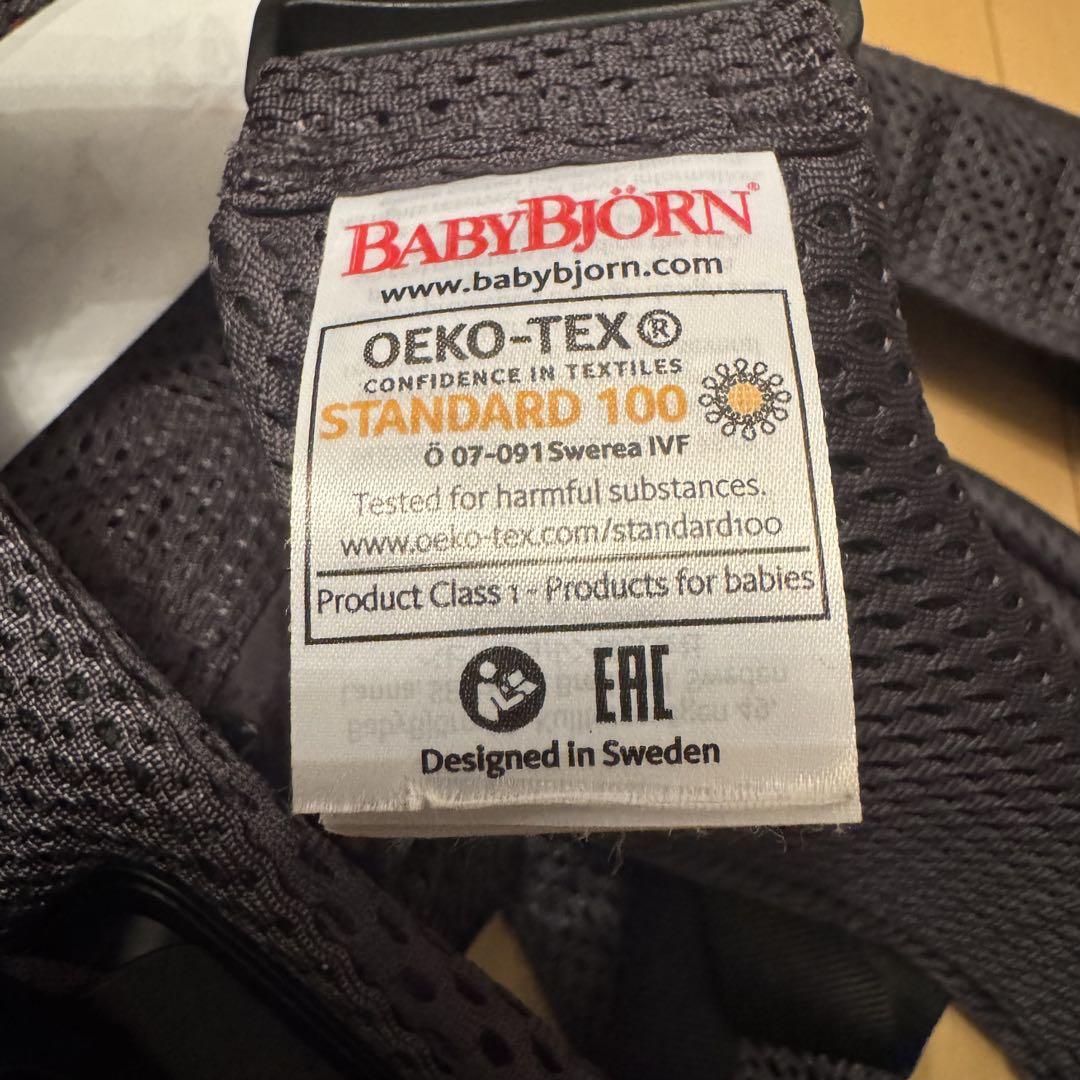 BABYBJÖRN®
www.babybjorn.com
OEKO-TEX®
CONFIDENCE IN TEXTILES
STANDARD 100
Ö 07-091 Swerea IVF
Tested for harmful substances.
www.oeko-tex.com/standard100
Product Class 1 - Products for babies
EAC
Designed in Sweden